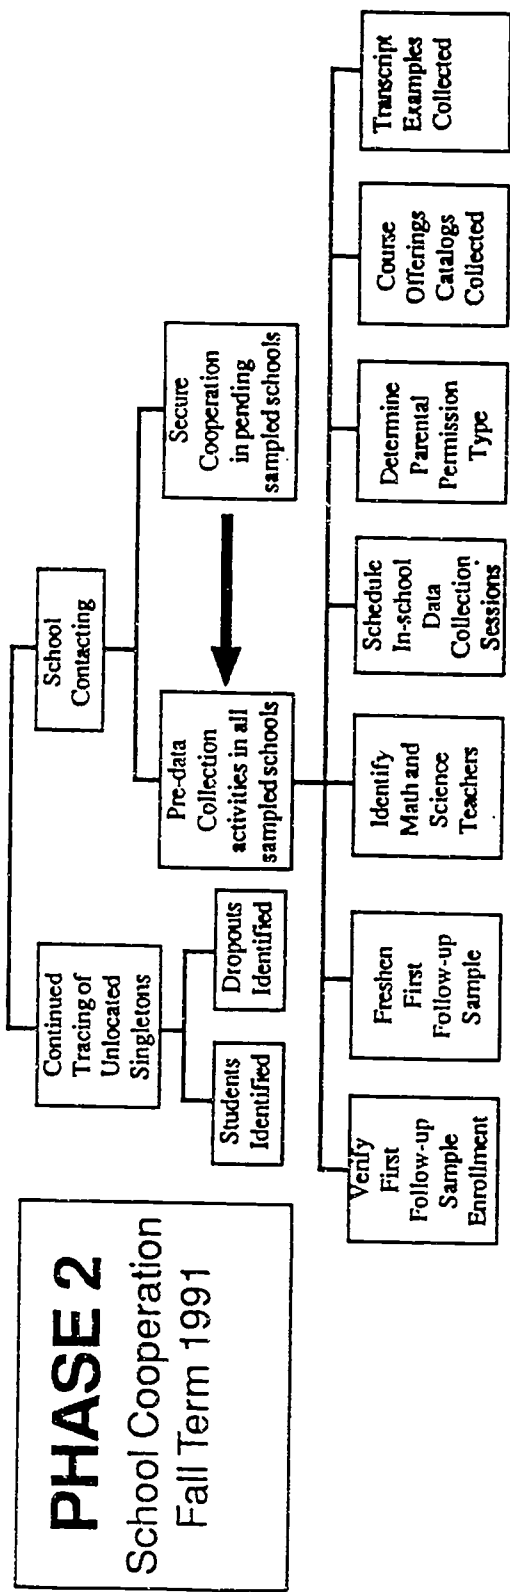 PHASE 2
School Cooperation
Fall Term 1991
Continued
Tracing of
Unlocated
Singletons
School
Contacting
Students
Identified
Dropouts
Identified
Pre-data
Collection
activities in all
sampled schools
Secure
Cooperation
in pending
sampled schools
Verify
First
Follow-up
Sample
Enrollment
Freshen
First
Follow-up
Sample
Identify
Math and
Science
Teachers
Schedule
In-school
Data
Collection
Sessions
Determine
Parental
Permission
Type
Course
Offerings
Catalogs
Collected
Transcript
Examples
Collected